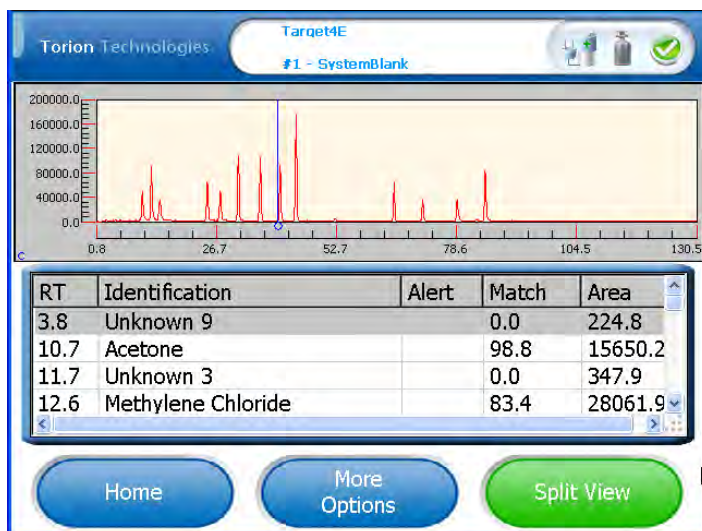 Torion Technologies
Target4E
#1 - SystemBlank
200000.0
160000.0
120000.0
80000.0
40000.0
0.0
0.8 26.7 52.7 78.6 104.5 130.5
c
RT Identification Alert Match Area
3.8 Unknown 9 0.0 224.8
10.7 Acetone 98.8 15650.2
11.7 Unknown 3 0.0 347.9
12.6 Methylene Chloride 83.4 28061.9
Home
More
Options
Split View